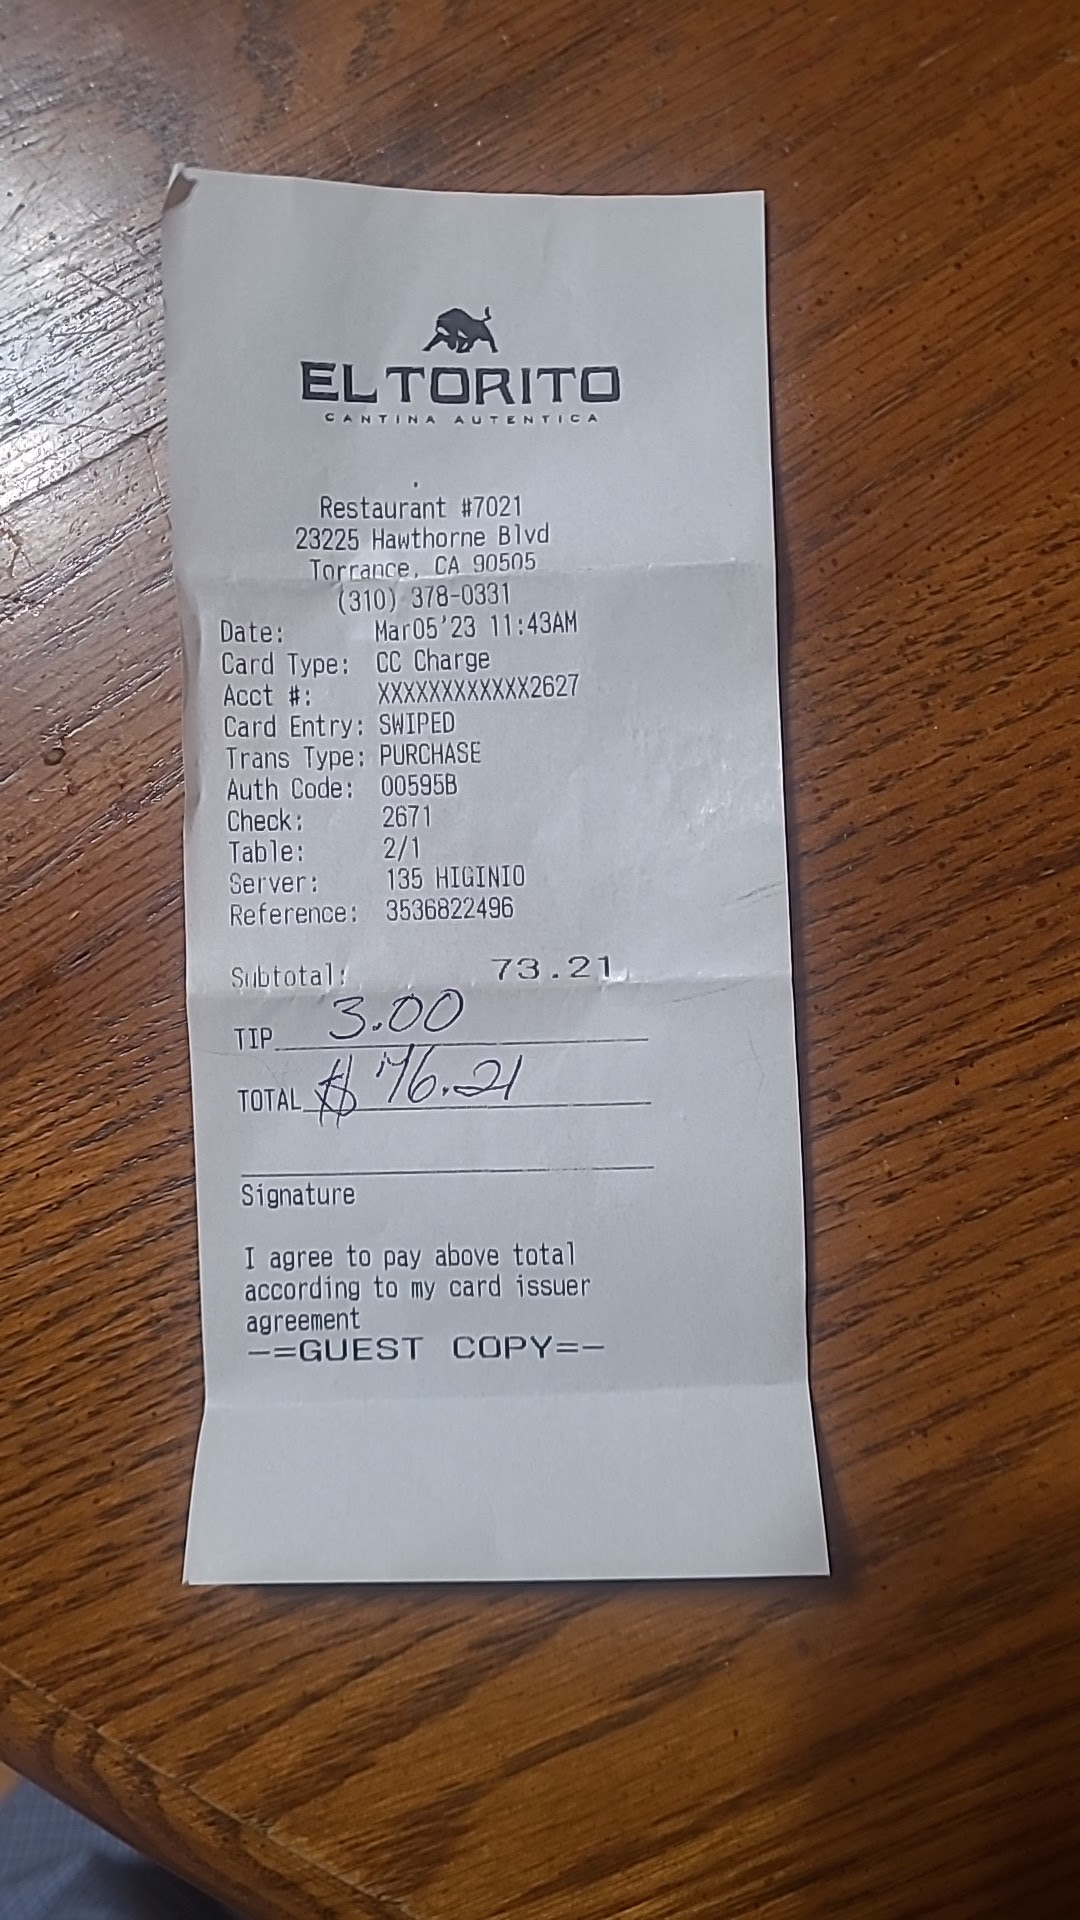 EL TORITO
CANTINA AUTENTICA
Restaurant #7021
23225 Hawthorne Blvd
Torrance, CA 90505
(310) 378-0331
Date: Mar05'23 11:43AM
Card Type: CC Charge
Acct #: XXXXXXXXXXXX2627
Card Entry: SWIPED
Trans Type: PURCHASE
Auth Code: 00595B
Check: 2671
Table: 2/1
Server: 135 HIGINIO
Reference: 3536822496
Subtotal: 73.21
TIP 3.00
TOTAL $ 76.21
Signature
I agree to pay above total
according to my card issuer
agreement
-=GUEST COPY=-